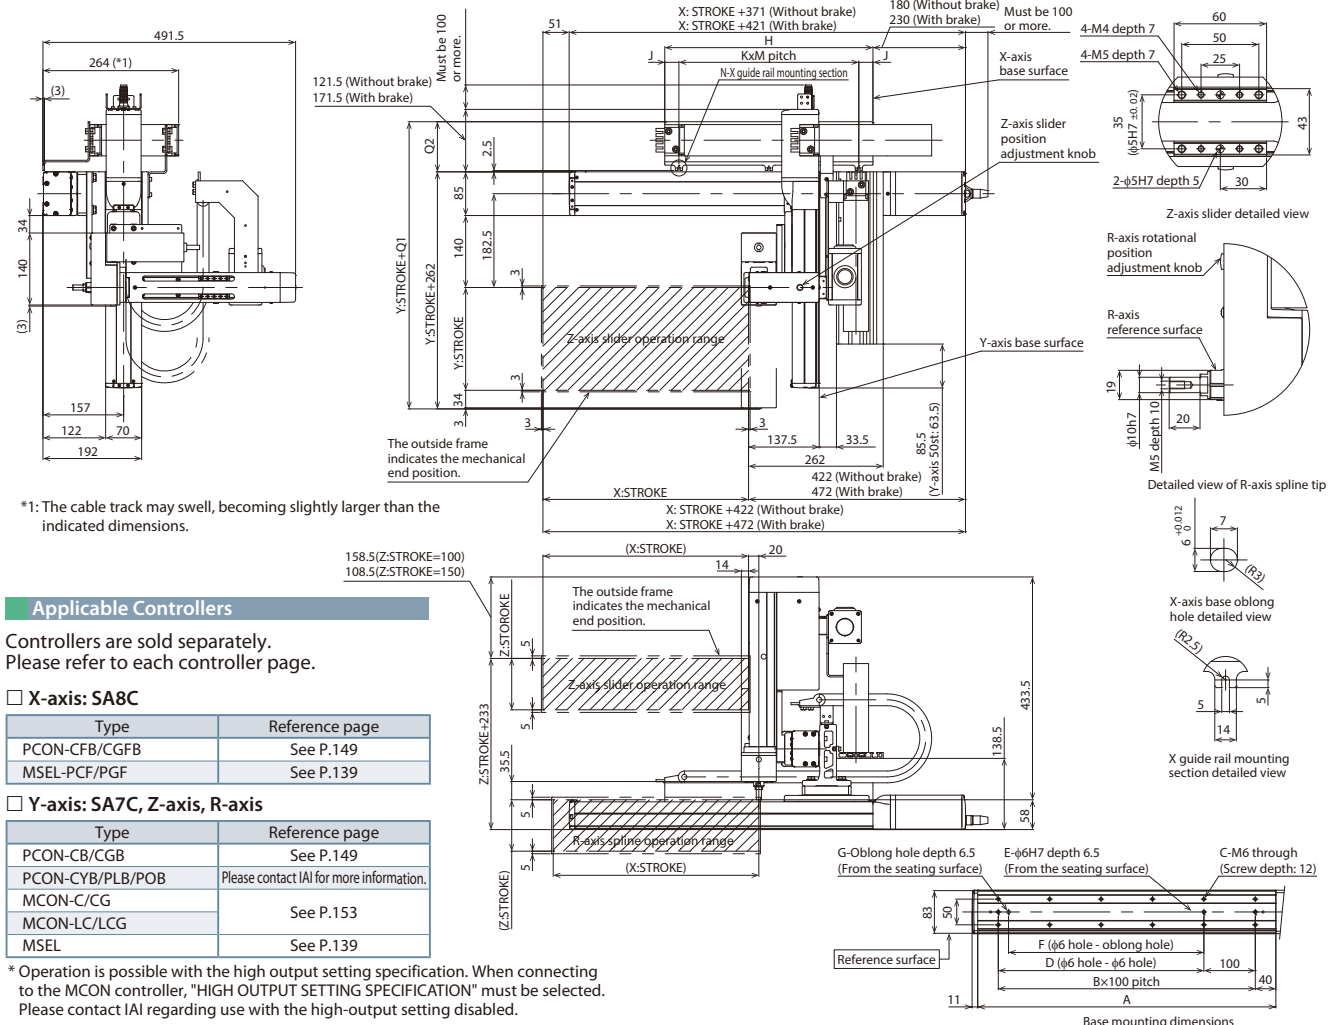 491.5
264 (*1)
(3)
34
140
(3)
157
122
70
192
*1: The cable track may swell, becoming slightly larger than the
indicated dimensions.
121.5 (Without brake)
171.5 (With brake)
Must be 100
or more.
51
X: STROKE +371 (Without brake)
X: STROKE +421 (With brake)
180 (Without brake)
230 (With brake)
Must be 100
or more.
H
J
KxM pitch
J
N-X guide rail mounting section
X-axis
base surface
Z-axis slider
position
adjustment knob
Q2
2.5
85
140
182.5
3
Y:STROKE+Q1
Y:STROKE+262
Y:STROKE
Z-axis slider operation range
3
34
3
3
3
Y-axis base surface
The outside frame
indicates the mechanical
end position.
137.5
33.5
262
85.5
(Y-axis 50st: 63.5)
422 (Without brake)
472 (With brake)
X:STROKE
X: STROKE +422 (Without brake)
X: STROKE +472 (With brake)
4-M4 depth 7
4-M5 depth 7
60
50
25
35
(ϕ5H7 ±0.02)
43
2-ϕ5H7 depth 5
30
Z-axis slider detailed view
R-axis rotational
position
adjustment knob
R-axis
reference surface
19
20
ϕ10h7
M5 depth 10
Detailed view of R-axis spline tip
6 +0.012 0
7
(R3)
X-axis base oblong
hole detailed view
(R2.5)
5
5
14
X guide rail mounting
section detailed view
158.5(Z:STROKE=100)
108.5(Z:STROKE=150)
(X:STROKE)
20
14
The outside frame
indicates the mechanical
end position.
Z:STOROKE
5
Z-axis slider operation range
5
Z:STROKE+233
35.5
433.5
138.5
58
5
R-axis spline operation range
5
(X:STROKE)
(Z:STROKE)
G-Oblong hole depth 6.5
(From the seating surface)
E-ϕ6H7 depth 6.5
(From the seating surface)
C-M6 through
(Screw depth: 12)
83
50
Reference surface
F (ϕ6 hole - oblong hole)
D (ϕ6 hole - ϕ6 hole)
100
B×100 pitch
40
11
A
Base mounting dimensions
Applicable Controllers
Controllers are sold separately.
Please refer to each controller page.
□ X-axis: SA8C
Type Reference page
PCON-CFB/CGFB See P.149
MSEL-PCF/PGF See P.139
□ Y-axis: SA7C, Z-axis, R-axis
Type Reference page
PCON-CB/CGB See P.149
PCON-CYB/PLB/POB Please contact IAI for more information.
MCON-C/CG See P.153
MCON-LC/LCG
MSEL See P.139
* Operation is possible with the high output setting specification. When connecting
to the MCON controller, "HIGH OUTPUT SETTING SPECIFICATION" must be selected.
Please contact IAI regarding use with the high-output setting disabled.